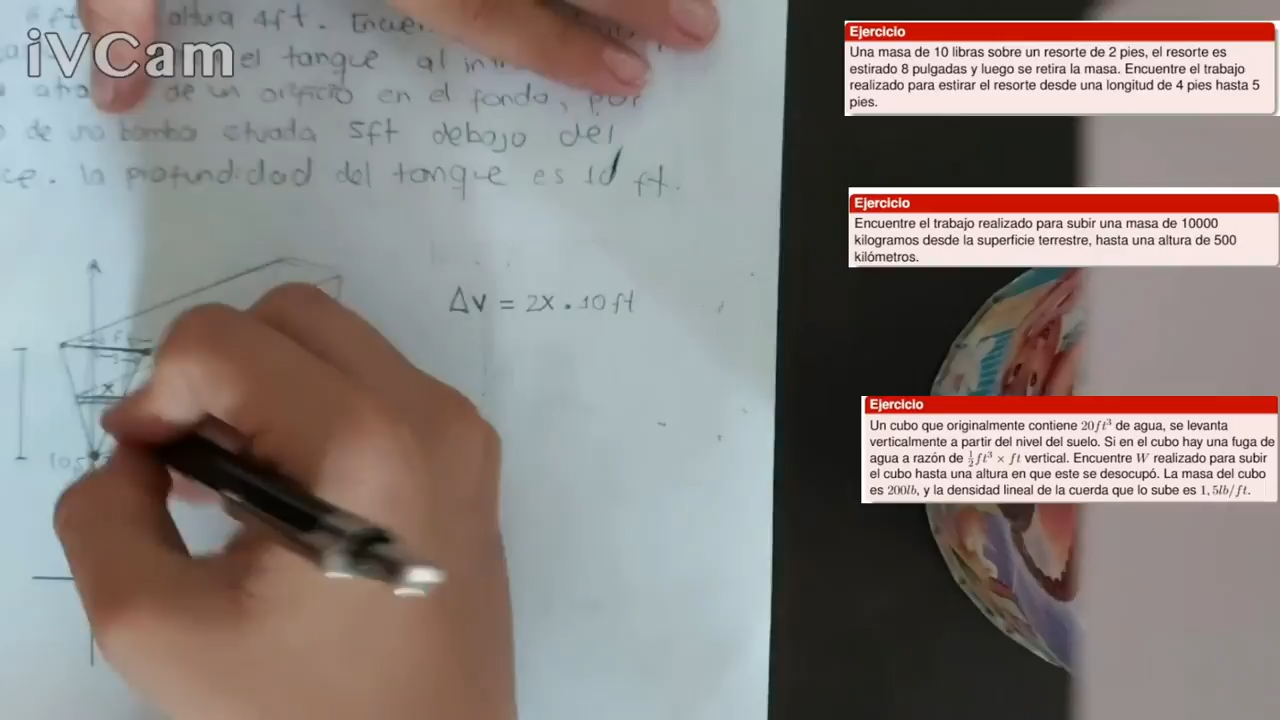 altura 4ft. Encue
iVCam
el tanque al ini
de un orificio en el fondo, por
de una bomba situada 5ft debajo del
ce. la profundidad del tanque es 10 ft.
ΔV = 2x . 10ft
x
Ejercicio
Una masa de 10 libras sobre un resorte de 2 pies, el resorte es
estirado 8 pulgadas y luego se retira la masa. Encuentre el trabajo
realizado para estirar el resorte desde una longitud de 4 pies hasta 5
pies.
Ejercicio
Encuentre el trabajo realizado para subir una masa de 10000
kilogramos desde la superficie terrestre, hasta una altura de 500
kilómetros.
Ejercicio
Un cubo que originalmente contiene 20ft³ de agua, se levanta
verticalmente a partir del nivel del suelo. Si en el cubo hay una fuga de
agua a razón de ½ft³ × ft vertical. Encuentre W realizado para subir
el cubo hasta una altura en que este se desocupó. La masa del cubo
es 200lb, y la densidad lineal de la cuerda que lo sube es 1, 5lb/ft.